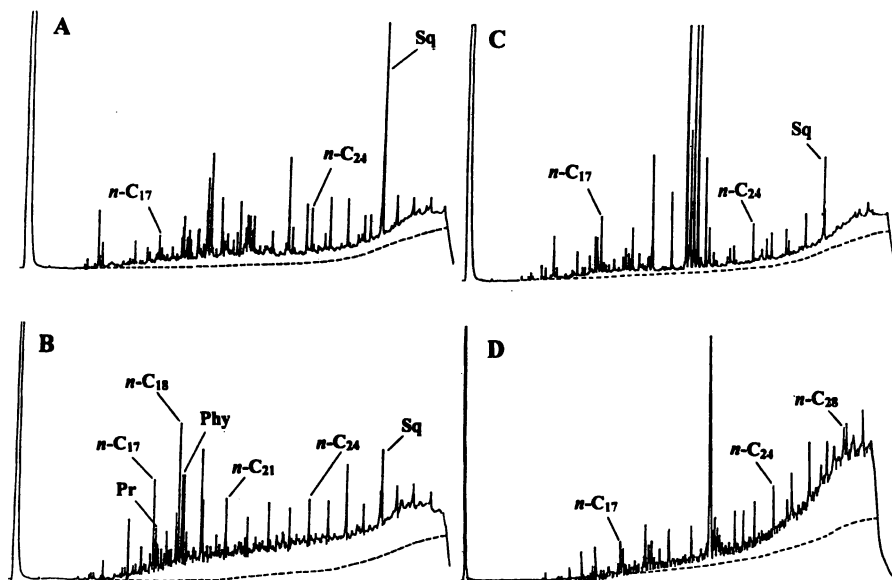 A
Sq
n-C₂₄
n-C₁₇
C
Sq
n-C₁₇
n-C₂₄
B
n-C₁₈
Phy
n-C₁₇
n-C₂₄
Sq
n-C₂₁
Pr
D
n-C₂₈
n-C₂₄
n-C₁₇